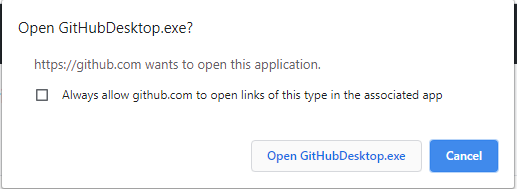 Open GitHubDesktop.exe?
https://github.com wants to open this application.
Always allow github.com to open links of this type in the associated app
Open GitHubDesktop.exe
Cancel